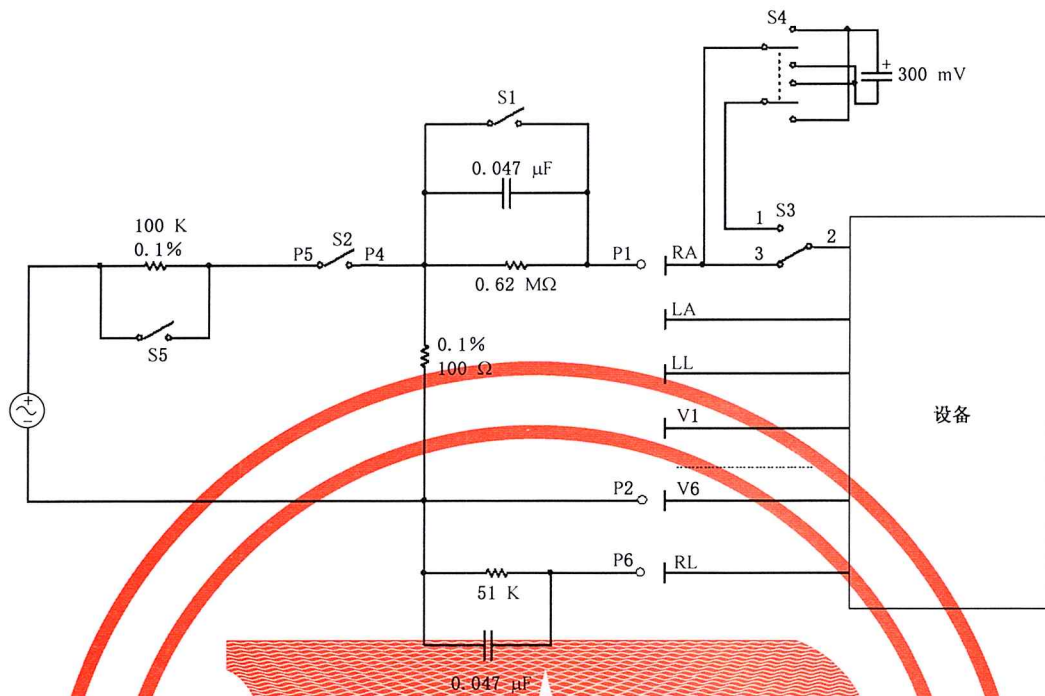 S4
+
300 mV
S1
0.047 μF
100 K
0.1%
P5
S2
P4
0.62 MΩ
P1
RA
1
S3
2
3
S5
LA
0.1%
100 Ω
LL
+
−
V1
设备
P2
V6
P6
RL
51 K
0.047 μF